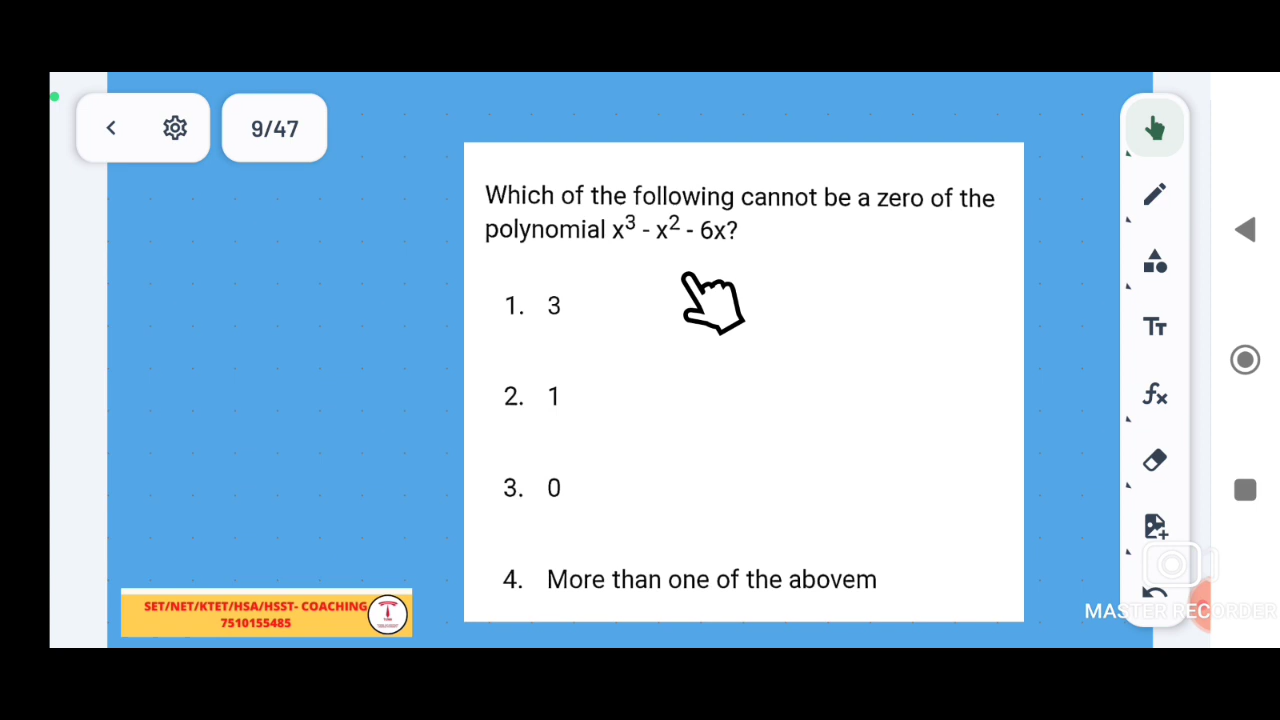 9/47
Which of the following cannot be a zero of the
polynomial x³ - x² - 6x?
1. 3
2. 1
3. 0
4. More than one of the abovem
Tт
fx
SET/NET/KTET/HSA/HSST- COACHING
7510155485
MASTER RECORDER